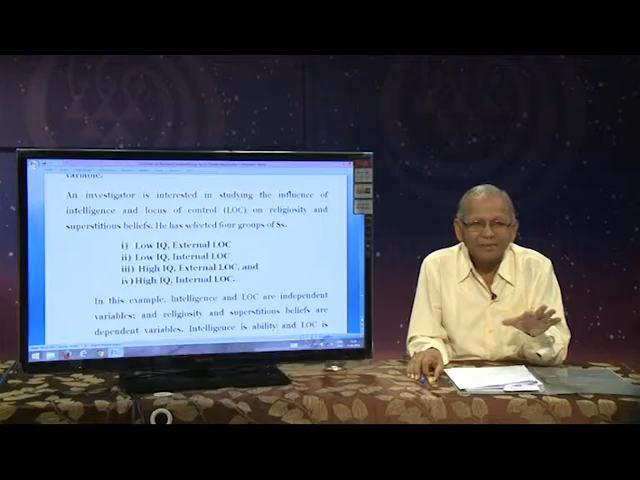 variable.
An investigator is interested in studying the influence of
intelligence and locus of control (LOC) on religiosity and
superstitious beliefs. He has selected four groups of Ss.
i) Low IQ, External LOC
ii) Low IQ, Internal LOC
iii) High IQ, External LOC, and
iv) High IQ, Internal LOC.
In this example, Intelligence and LOC are independent
variables; and religiosity and superstitious beliefs are
dependent variables. Intelligence is ability and LOC is